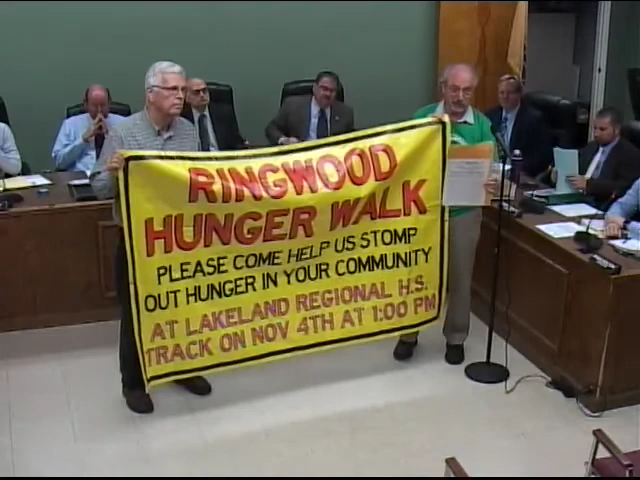 RINGWOOD
HUNGER WALK
PLEASE COME HELP US STOMP
OUT HUNGER IN YOUR COMMUNITY
AT LAKELAND REGIONAL H.S.
TRACK ON NOV 4TH AT 1:00 PM